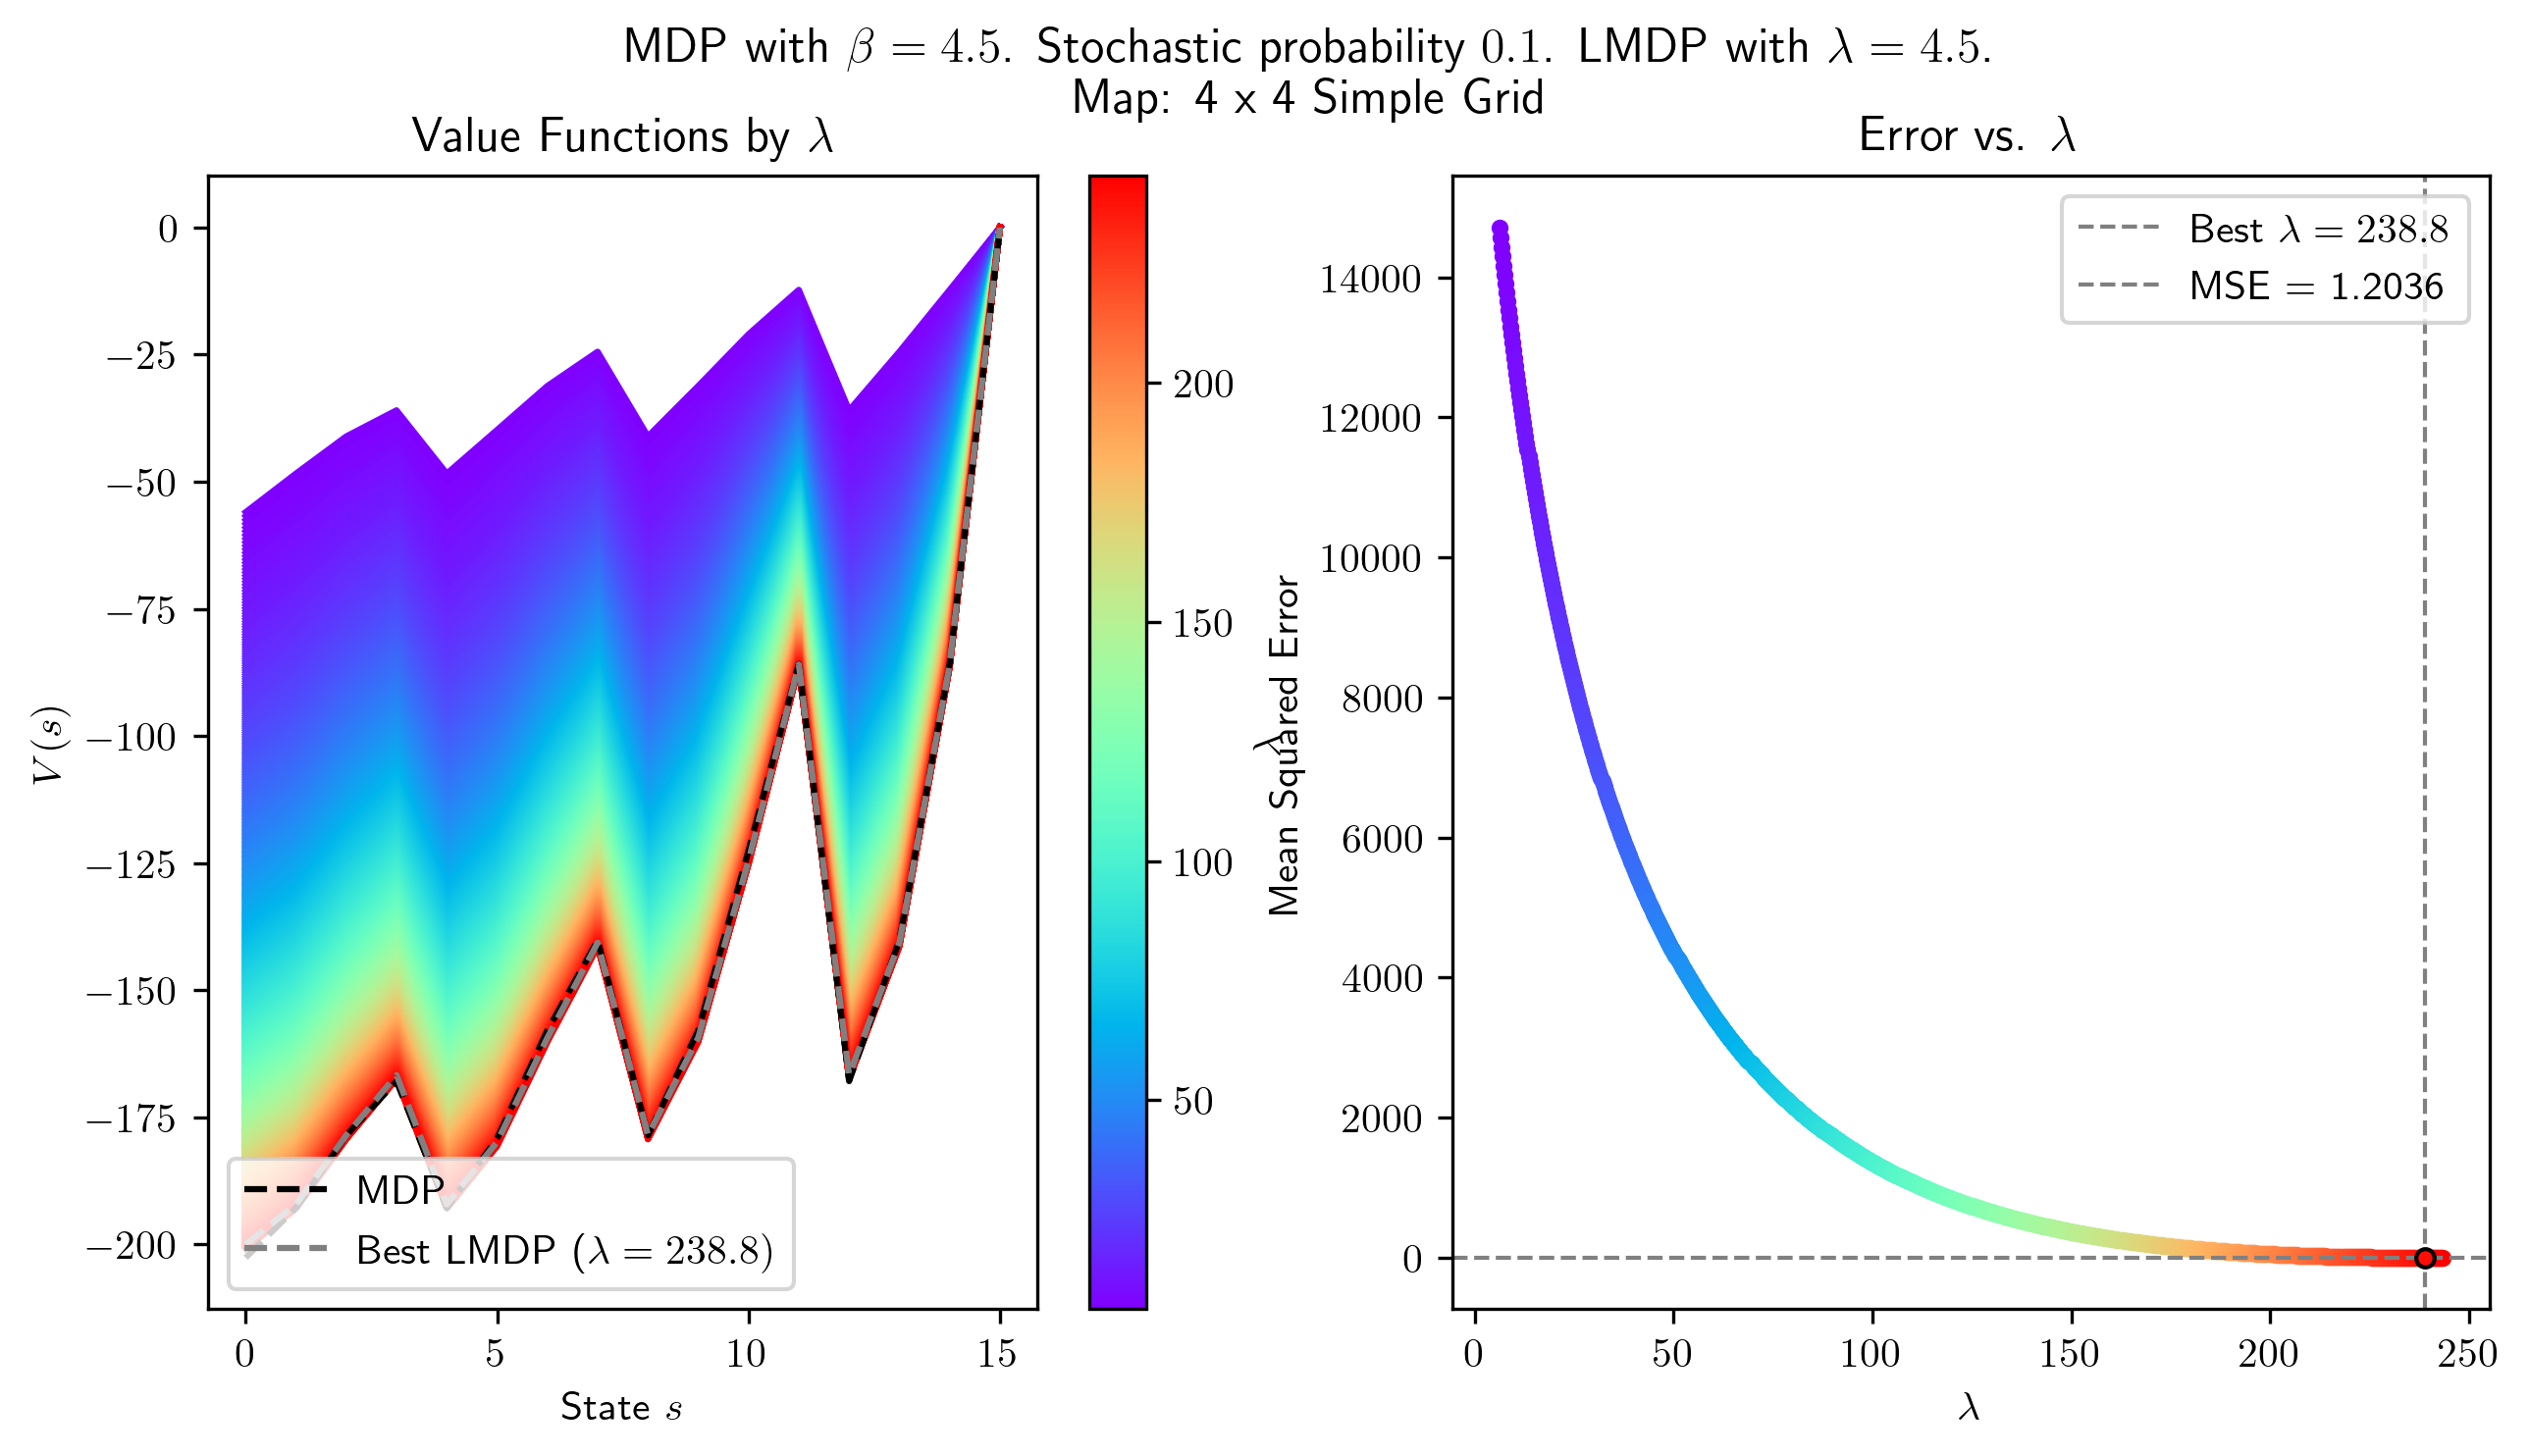 MDP with β = 4.5. Stochastic probability 0.1. LMDP with λ = 4.5.
Map: 4 x 4 Simple Grid
Value Functions by λ
0
−25
−50
−75
−100
−125
−150
−175
−200
V(s)
MDP
Best LMDP (λ = 238.8)
0
5
10
15
State s
200
150
100
50
λ
Error vs. λ
Best λ = 238.8
MSE = 1.2036
14000
12000
10000
8000
6000
4000
2000
0
Mean Squared Error
0
50
100
150
200
250
λ